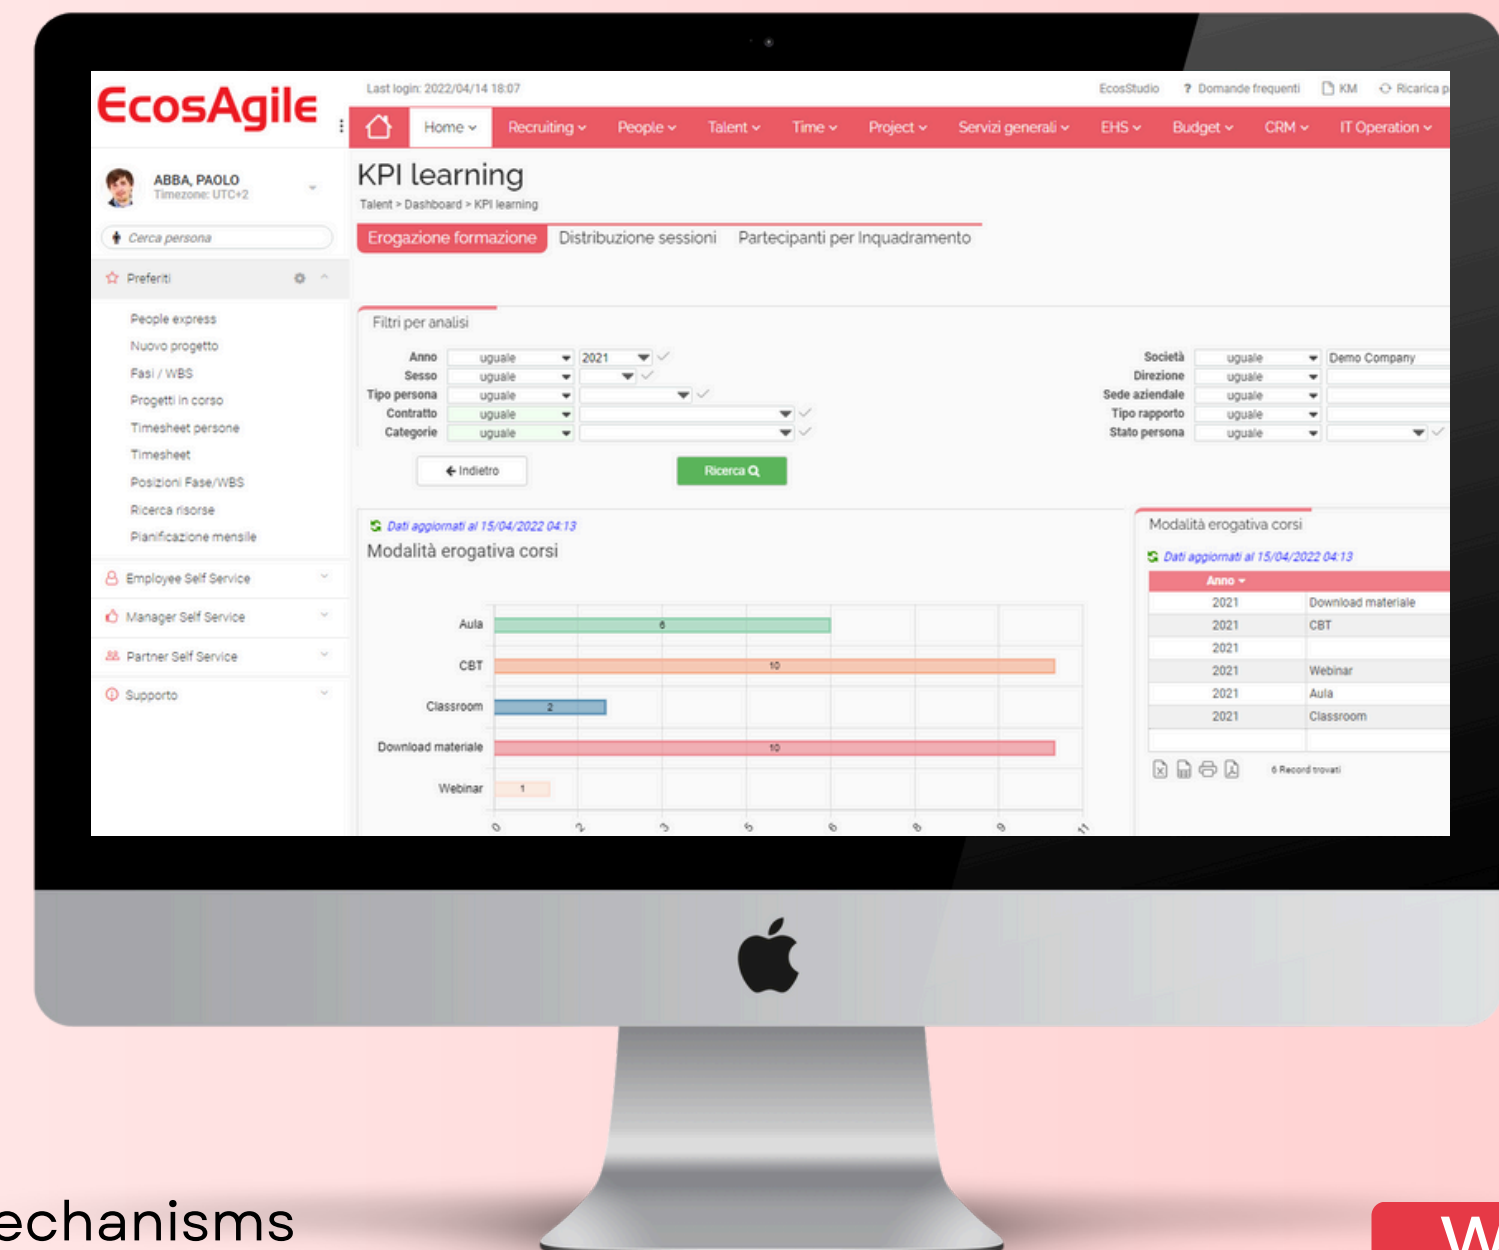 EcosAgile
Last login: 2022/04/14 18:07
EcosStudio ? Domande frequenti KM Ricarica p
Home Recruiting People Talent Time Project Servizi generali EHS Budget CRM IT Operation
ABBA, PAOLO
Timezone: UTC+2
Cerca persona
Preferiti
People express
Nuovo progetto
Fasi / WBS
Progetti in corso
Timesheet persone
Timesheet
Posizioni Fase/WBS
Ricerca risorse
Pianificazione mensile
Employee Self Service
Manager Self Service
Partner Self Service
Supporto
KPI learning
Talent > Dashboard > KPI learning
Erogazione formazione Distribuzione sessioni Partecipanti per Inquadramento
Filtri per analisi
Anno uguale 2021
Sesso uguale
Tipo persona uguale
Contratto uguale
Categorie uguale
Società uguale Demo Company
Direzione uguale
Sede aziendale uguale
Tipo rapporto uguale
Stato persona uguale
Indietro
Ricerca
Dati aggiornati al 15/04/2022 04:13
Modalità erogativa corsi
Aula 6
CBT 10
Classroom 2
Download materiale 10
Webinar 1
0 2 3 5 6 8 9 11
Modalità erogativa corsi
Dati aggiornati al 15/04/2022 04:13
Anno
2021 Download materiale
2021 CBT
2021
2021 Webinar
2021 Aula
2021 Classroom
6 Record trovati
echanisms
W